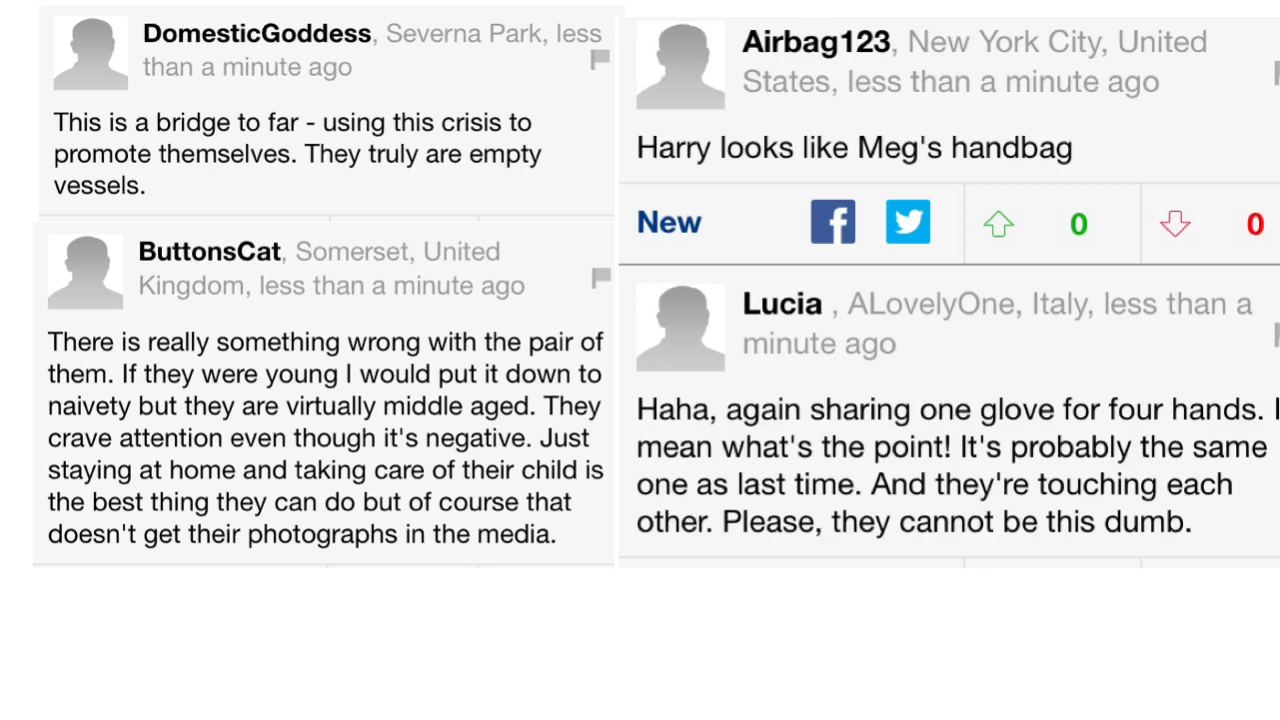 DomesticGoddess, Severna Park, less
than a minute ago
This is a bridge to far - using this crisis to
promote themselves. They truly are empty
vessels.
ButtonsCat, Somerset, United
Kingdom, less than a minute ago
There is really something wrong with the pair of
them. If they were young I would put it down to
naivety but they are virtually middle aged. They
crave attention even though it's negative. Just
staying at home and taking care of their child is
the best thing they can do but of course that
doesn't get their photographs in the media.
Airbag123, New York City, United
States, less than a minute ago
Harry looks like Meg's handbag
New 0 0
Lucia , ALovelyOne, Italy, less than a
minute ago
Haha, again sharing one glove for four hands. I
mean what's the point! It's probably the same
one as last time. And they're touching each
other. Please, they cannot be this dumb.